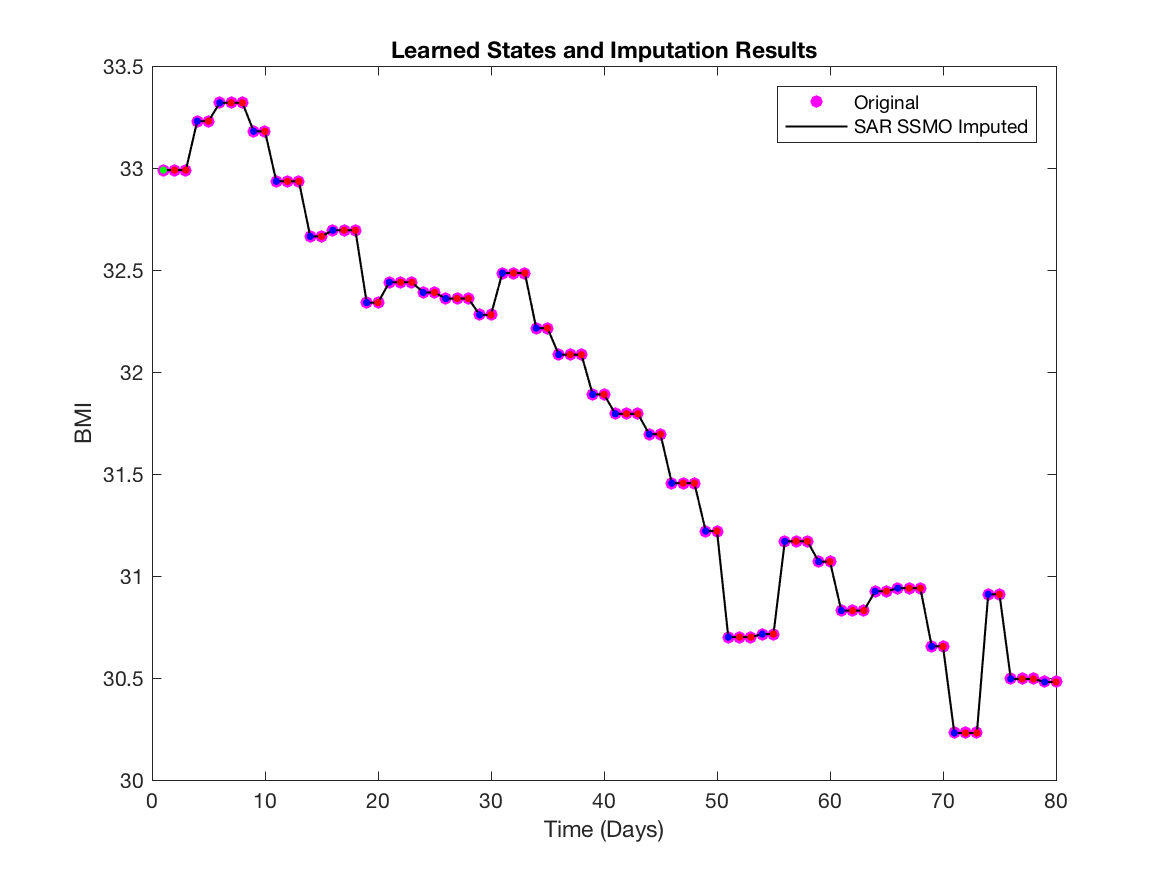 Learned States and Imputation Results
33.5
33
32.5
32
31.5
31
30.5
30
BMI
Original
SAR SSMO Imputed
0 10 20 30 40 50 60 70 80
Time (Days)